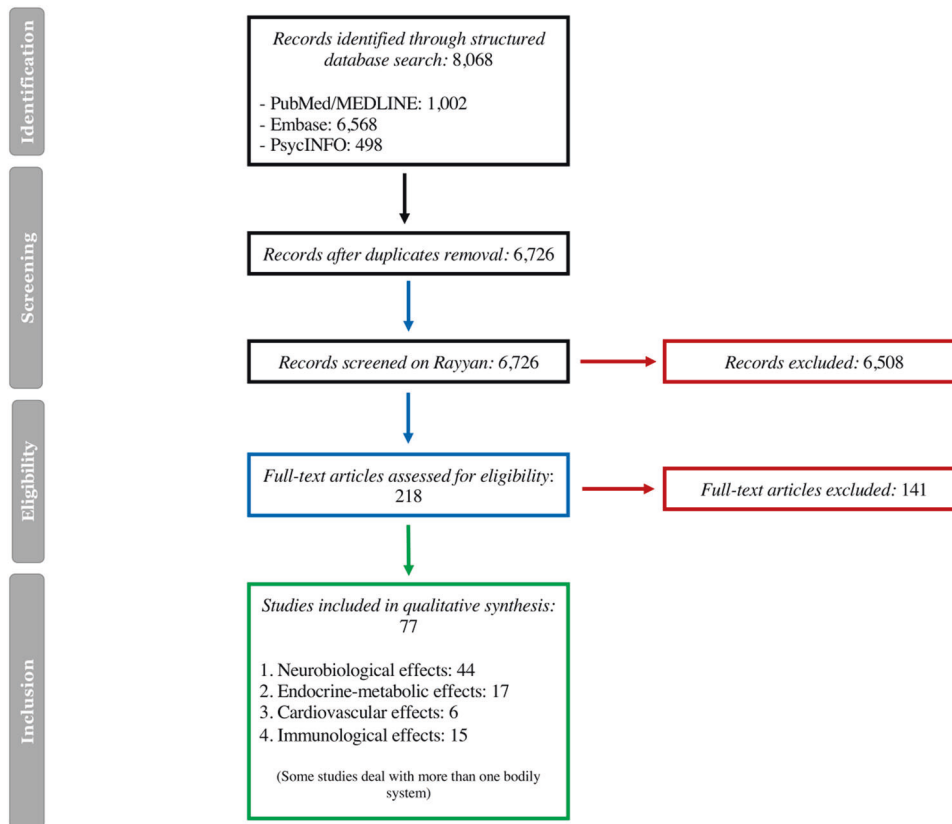 Identification
Records identified through structured
database search: 8,068
- PubMed/MEDLINE: 1,002
- Embase: 6,568
- PsycINFO: 498
Screening
Records after duplicates removal: 6,726
Records screened on Rayyan: 6,726
Records excluded: 6,508
Eligibility
Full-text articles assessed for eligibility:
218
Full-text articles excluded: 141
Inclusion
Studies included in qualitative synthesis:
77
1. Neurobiological effects: 44
2. Endocrine-metabolic effects: 17
3. Cardiovascular effects: 6
4. Immunological effects: 15
(Some studies deal with more than one bodily
system)